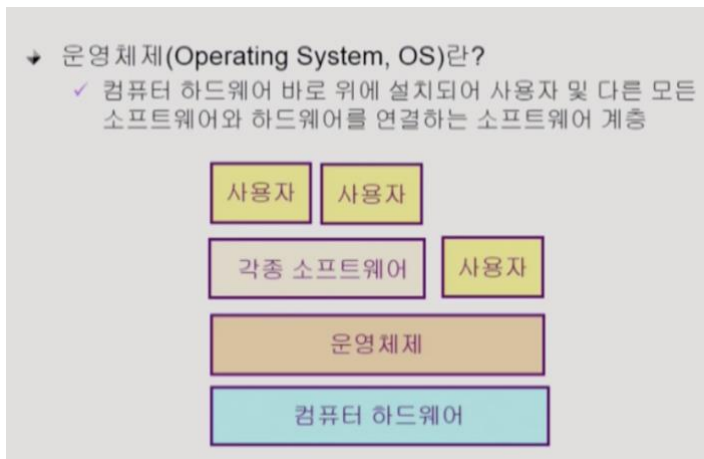 운영체제(Operating System, OS)란?
컴퓨터 하드웨어 바로 위에 설치되어 사용자 및 다른 모든
소프트웨어와 하드웨어를 연결하는 소프트웨어 계층
사용자 사용자
각종 소프트웨어 사용자
운영체제
컴퓨터 하드웨어